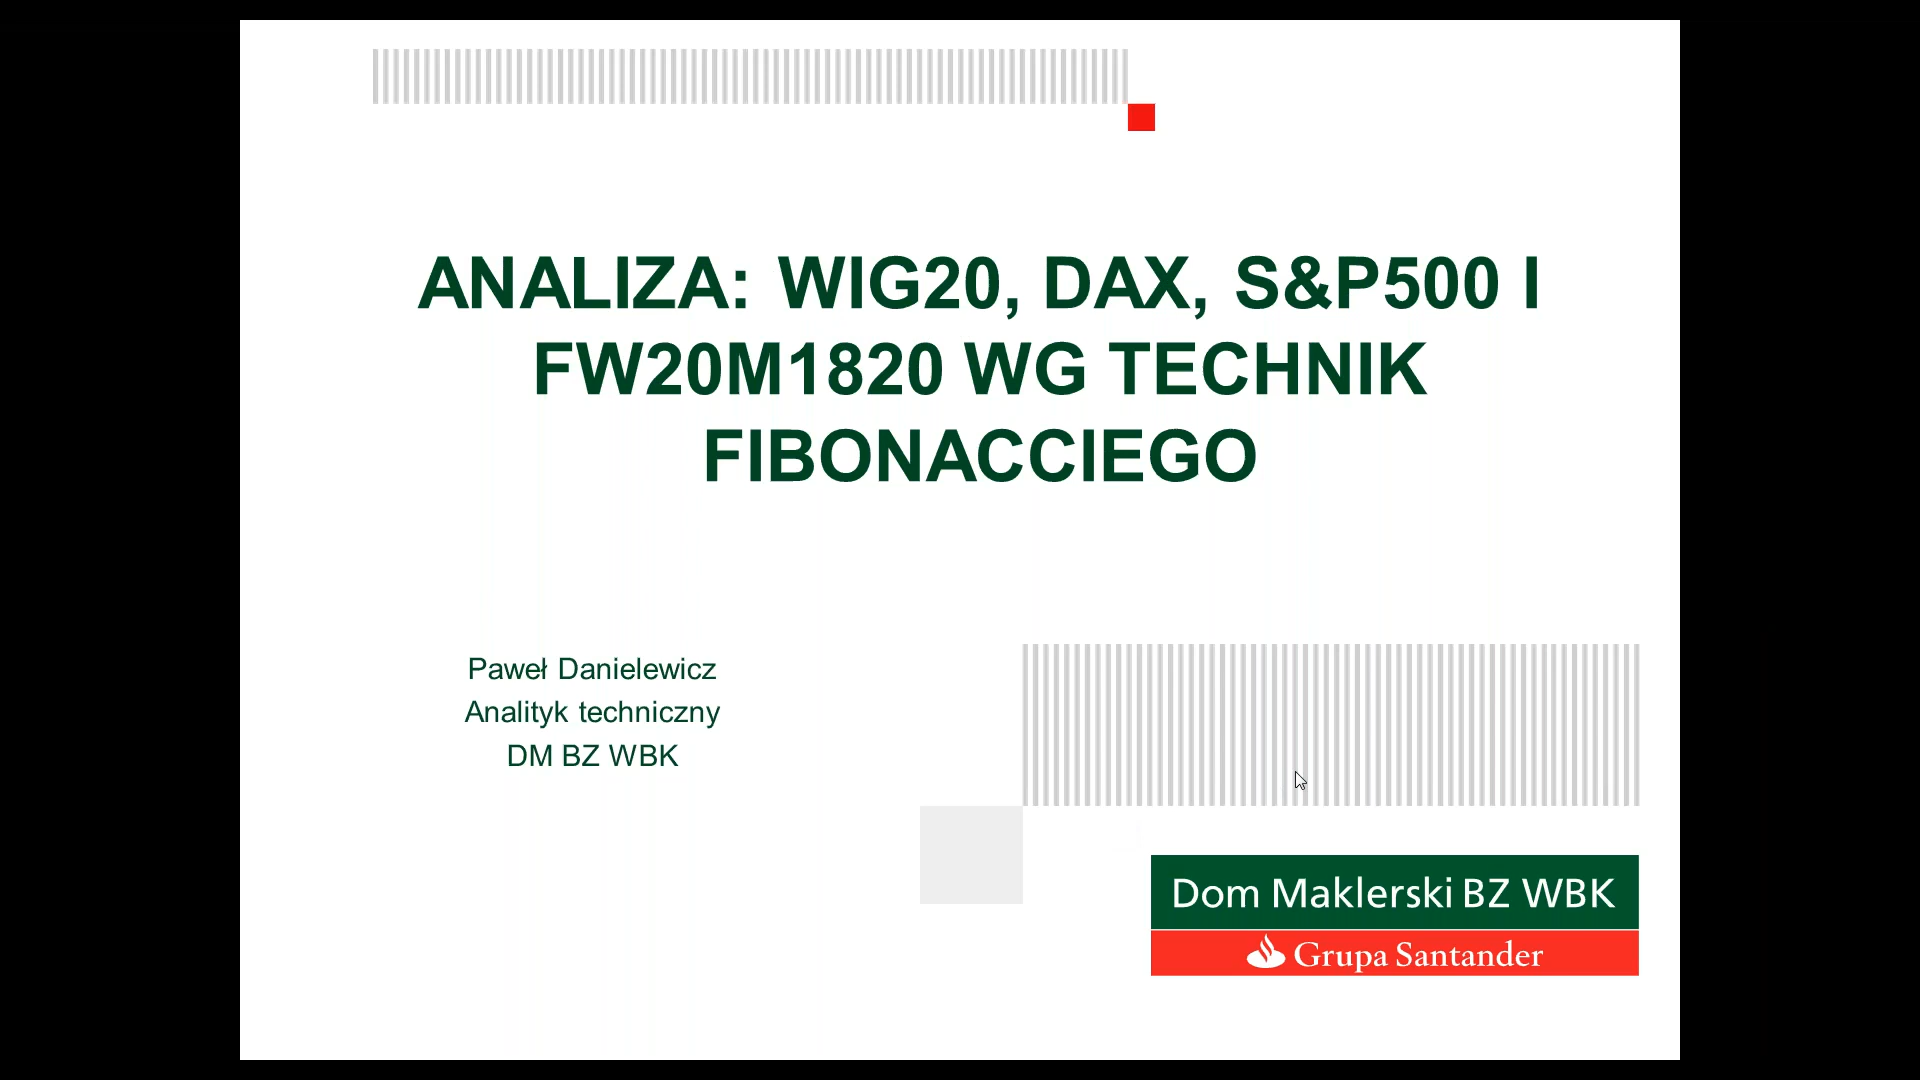 ANALIZA: WIG20, DAX, S&P500 I
FW20M1820 WG TECHNIK
FIBONACCIEGO
Paweł Danielewicz
Analityk techniczny
DM BZ WBK
Dom Maklerski BZ WBK
Grupa Santander